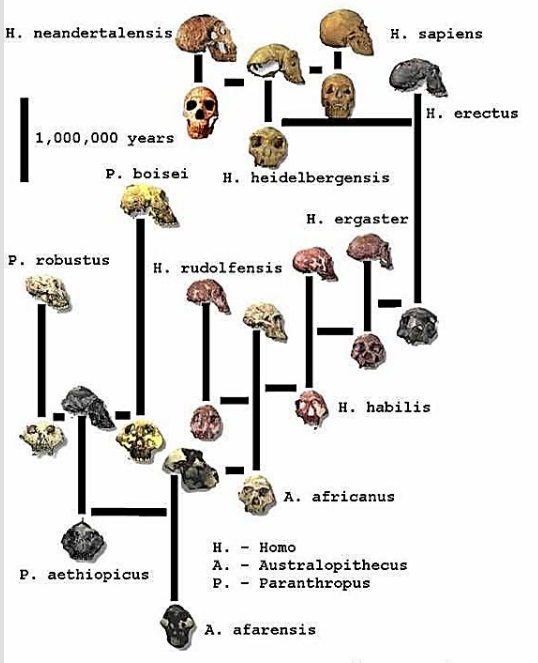 H. neandertalensis
H. sapiens
H. erectus
1,000,000 years
P. boisei
H. heidelbergensis
H. ergaster
P. robustus
H. rudolfensis
H. habilis
A. africanus
H. - Homo
A. - Australopithecus
P. - Paranthropus
P. aethiopicus
A. afarensis